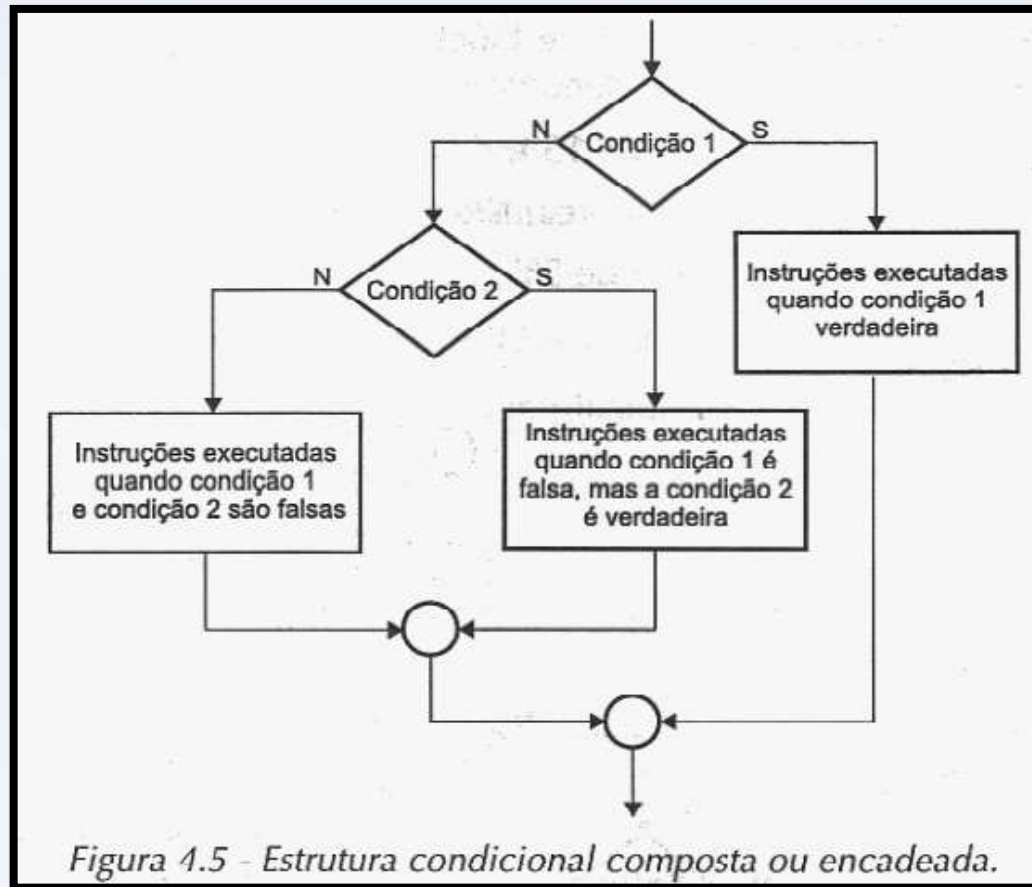 Condição 1
N
S
Condição 2
N
S
Instruções executadas
quando condição 1
verdadeira
Instruções executadas
quando condição 1
e condição 2 são falsas
Instruções executadas
quando condição 1 é
falsa, mas a condição 2
é verdadeira
Figura 4.5 - Estrutura condicional composta ou encadeada.